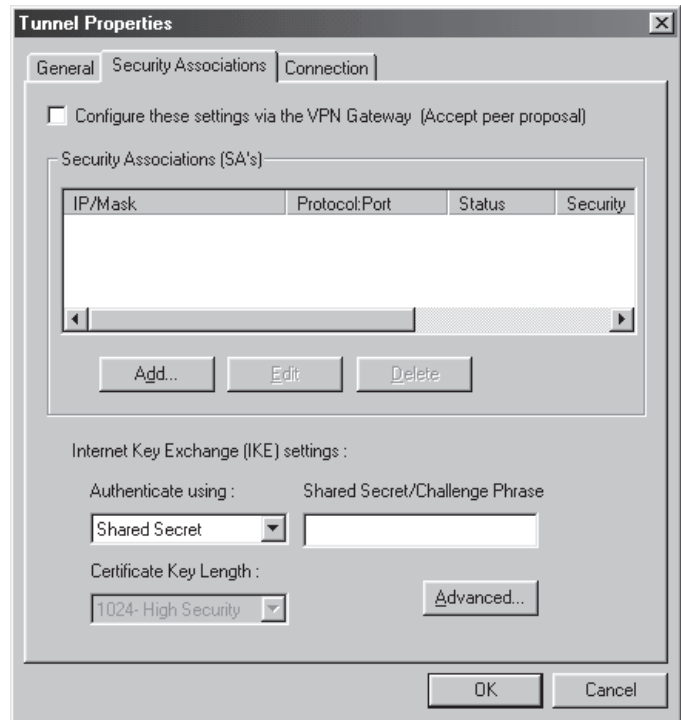 Tunnel Properties
General Security Associations Connection
Configure these settings via the VPN Gateway (Accept peer proposal)
Security Associations (SA's)
IP/Mask Protocol:Port Status Security
Add... Edit Delete
Internet Key Exchange (IKE) settings :
Authenticate using : Shared Secret/Challenge Phrase
Shared Secret
Certificate Key Length :
1024- High Security Advanced...
OK Cancel